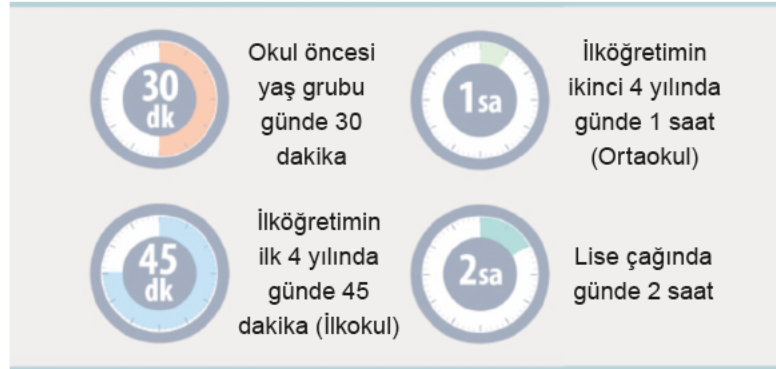 30
dk
Okul öncesi
yaş grubu
günde 30
dakika
1sa
İlköğretimin
ikinci 4 yılında
günde 1 saat
(Ortaokul)
45
dk
İlköğretimin
ilk 4 yılında
günde 45
dakika (İlkokul)
2sa
Lise çağında
günde 2 saat